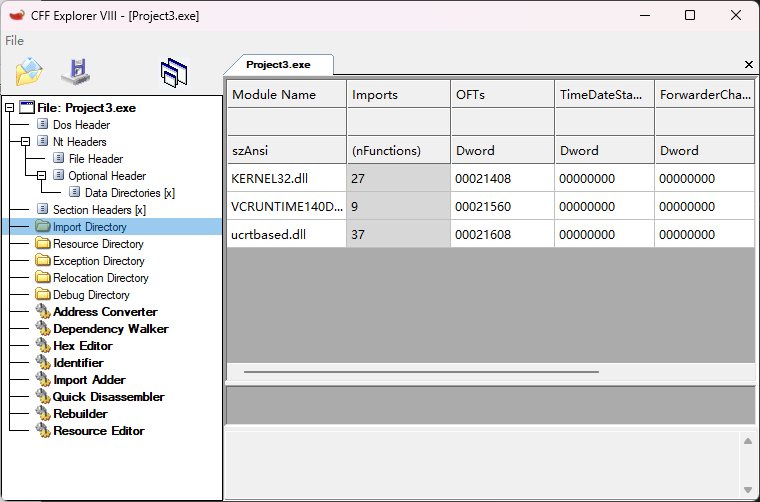 CFF Explorer VIII - [Project3.exe]
File
File: Project3.exe
Dos Header
Nt Headers
File Header
Optional Header
Data Directories [x]
Section Headers [x]
Import Directory
Resource Directory
Exception Directory
Relocation Directory
Debug Directory
Address Converter
Dependency Walker
Hex Editor
Identifier
Import Adder
Quick Disassembler
Rebuilder
Resource Editor
Project3.exe
Module Name Imports OFTs TimeDateSta... ForwarderCha...
szAnsi (nFunctions) Dword Dword Dword
KERNEL32.dll 27 00021408 00000000 00000000
VCRUNTIME140D... 9 00021560 00000000 00000000
ucrtbased.dll 37 00021608 00000000 00000000